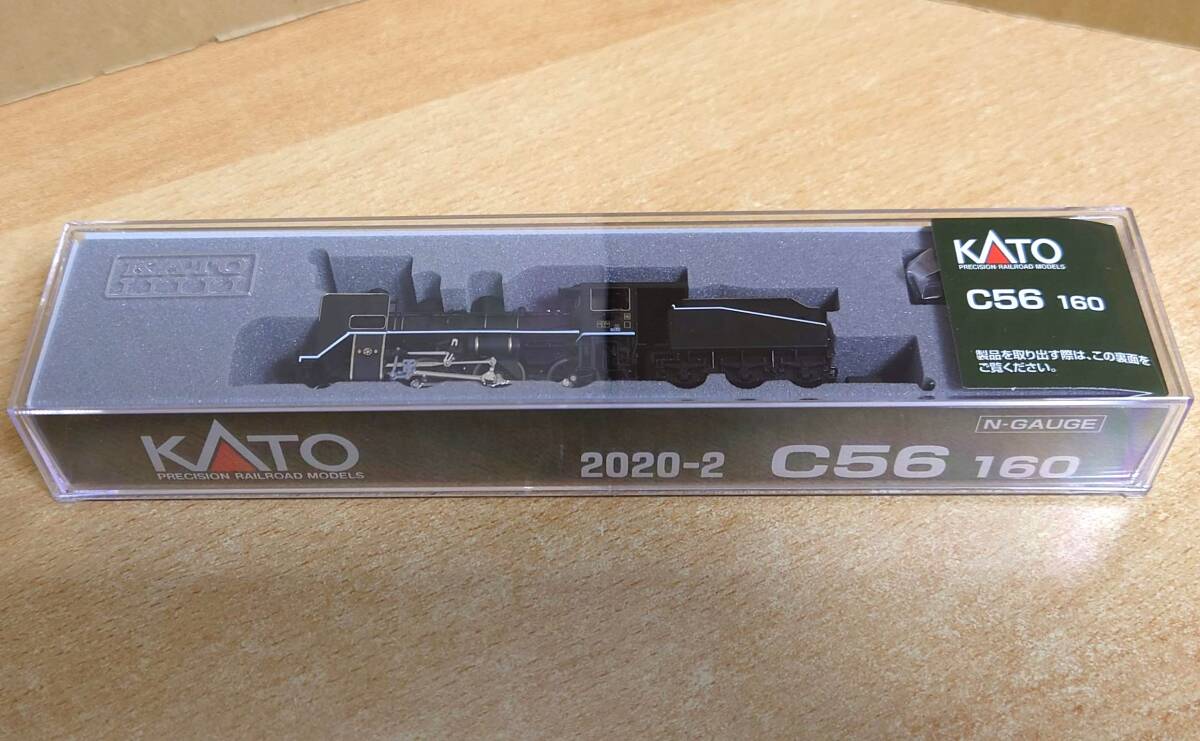 KATO
KATO
PRECISION RAILROAD MODELS
C56 160
製品を取り出す際は、この裏面を
ご覧ください。
N-GAUGE
KATO
PRECISION RAILROAD MODELS
2020-2 C56 160